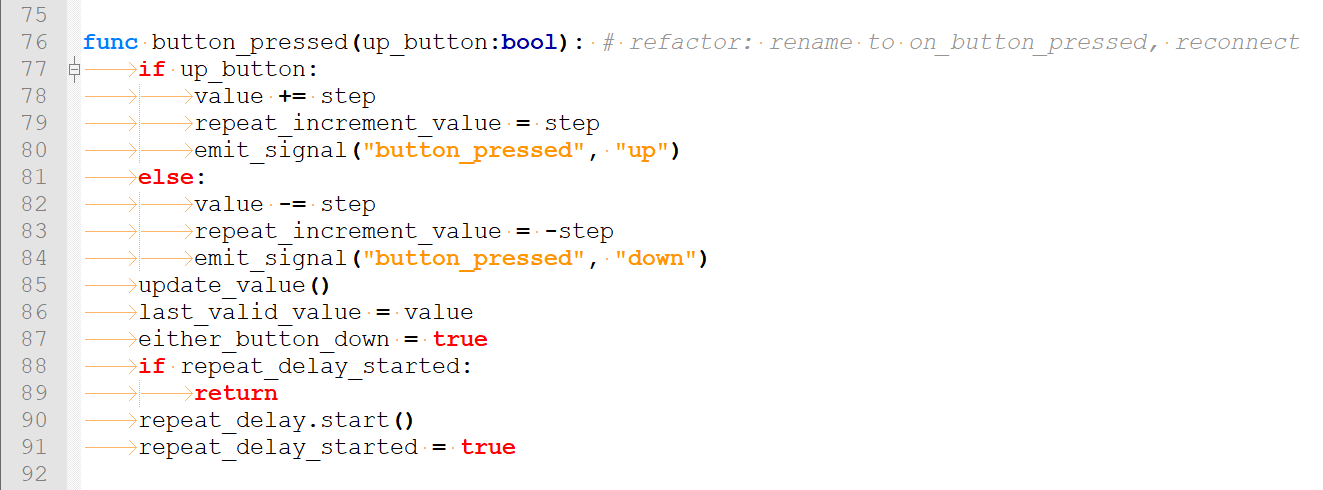 75
76 func button_pressed(up_button:bool): # refactor: rename to on_button_pressed, reconnect
77 if up_button:
78 value += step
79 repeat_increment_value = step
80 emit_signal("button_pressed", "up")
81 else:
82 value -= step
83 repeat_increment_value = -step
84 emit_signal("button_pressed", "down")
85 update_value()
86 last_valid_value = value
87 either_button_down = true
88 if repeat_delay_started:
89 return
90 repeat_delay.start()
91 repeat_delay_started = true
92